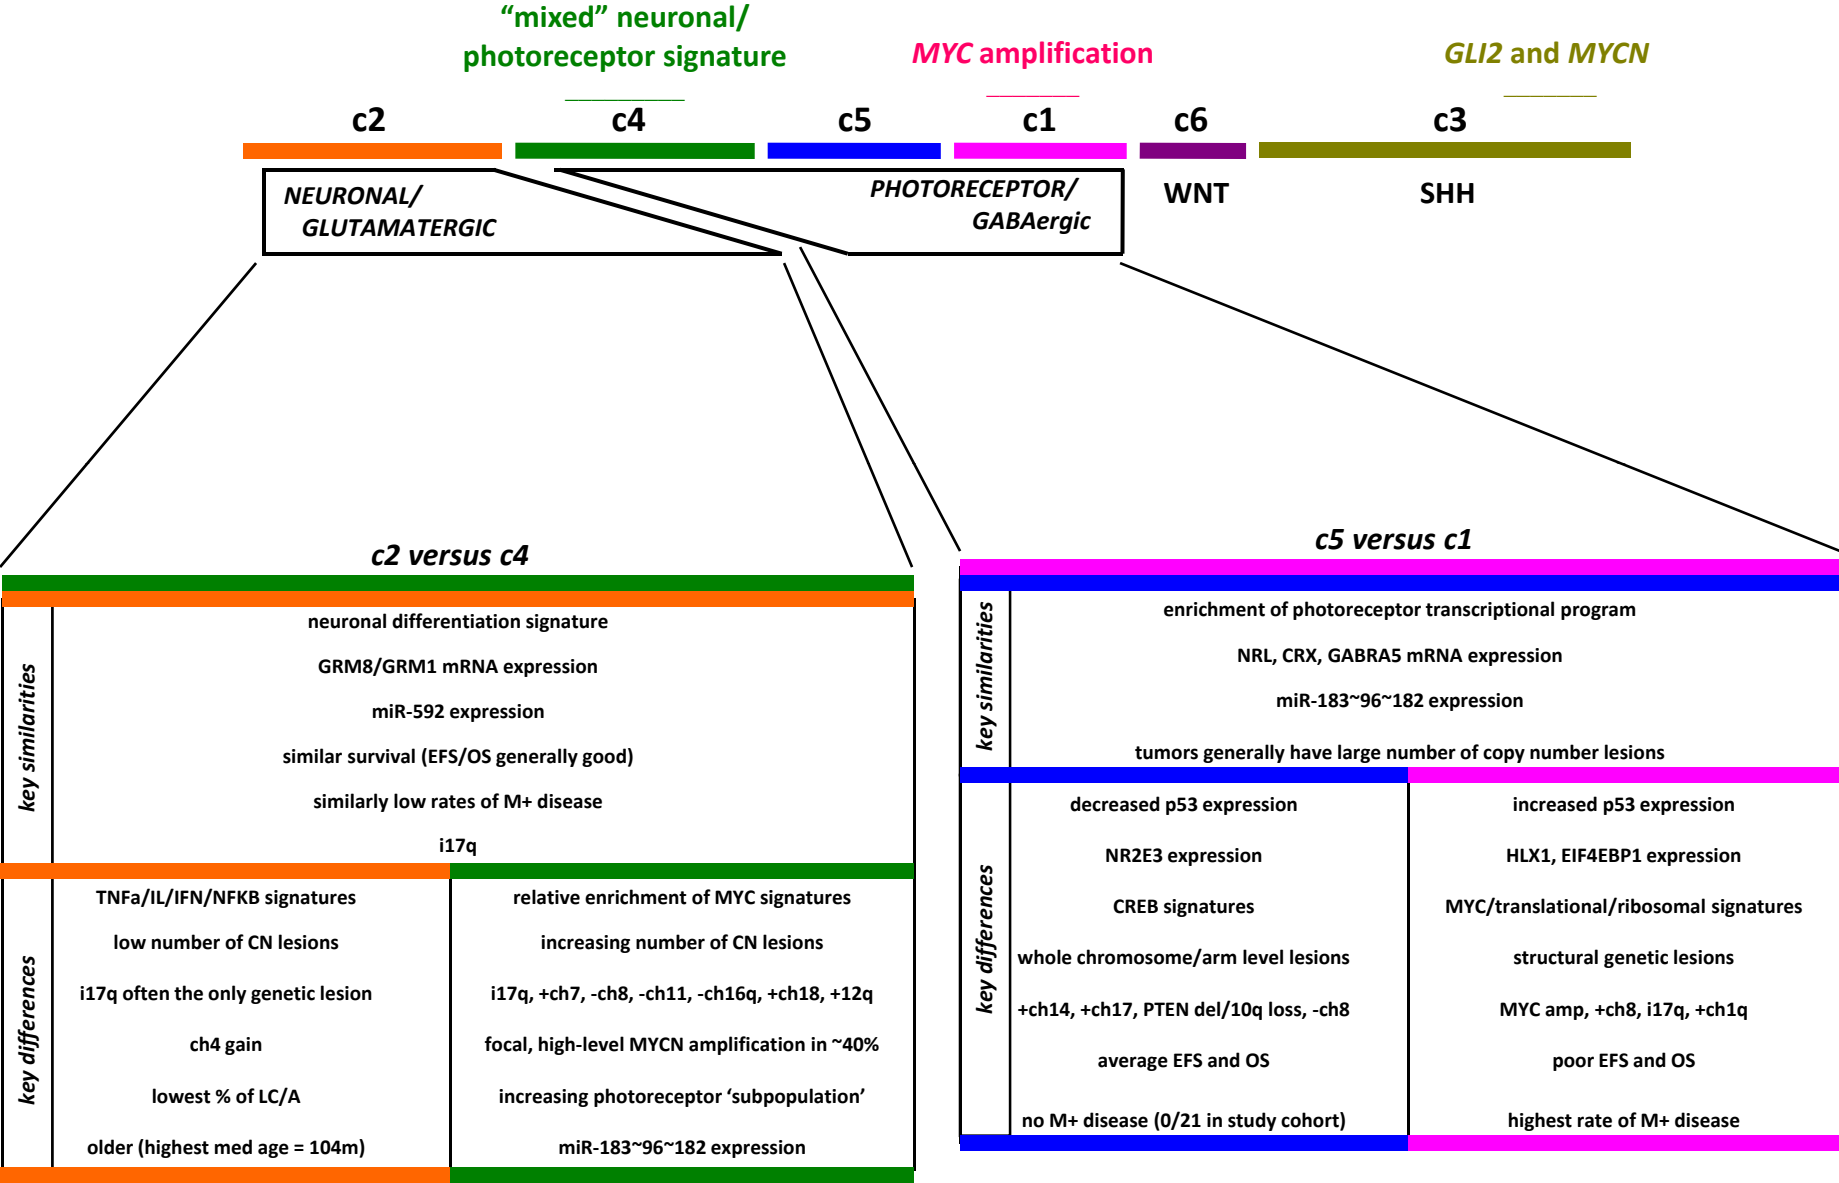 “mixed” neuronal/
photoreceptor signature
MYC amplification
GLI2 and MYCN
c2
c4
c5
c1
c6
c3
NEURONAL/
GLUTAMATERGIC
PHOTORECEPTOR/
GABAergic
WNT
SHH
c2 versus c4
key similarities
neuronal differentiation signature
GRM8/GRM1 mRNA expression
miR-592 expression
similar survival (EFS/OS generally good)
similarly low rates of M+ disease
i17q
key differences
TNFa/IL/IFN/NFKB signatures
low number of CN lesions
i17q often the only genetic lesion
ch4 gain
lowest % of LC/A
older (highest med age = 104m)
relative enrichment of MYC signatures
increasing number of CN lesions
i17q, +ch7, -ch8, -ch11, -ch16q, +ch18, +12q
focal, high-level MYCN amplification in ~40%
increasing photoreceptor ‘subpopulation’
miR-183~96~182 expression
c5 versus c1
key similarities
enrichment of photoreceptor transcriptional program
NRL, CRX, GABRA5 mRNA expression
miR-183~96~182 expression
tumors generally have large number of copy number lesions
key differences
decreased p53 expression
NR2E3 expression
CREB signatures
whole chromosome/arm level lesions
+ch14, +ch17, PTEN del/10q loss, -ch8
average EFS and OS
no M+ disease (0/21 in study cohort)
increased p53 expression
HLX1, EIF4EBP1 expression
MYC/translational/ribosomal signatures
structural genetic lesions
MYC amp, +ch8, i17q, +ch1q
poor EFS and OS
highest rate of M+ disease